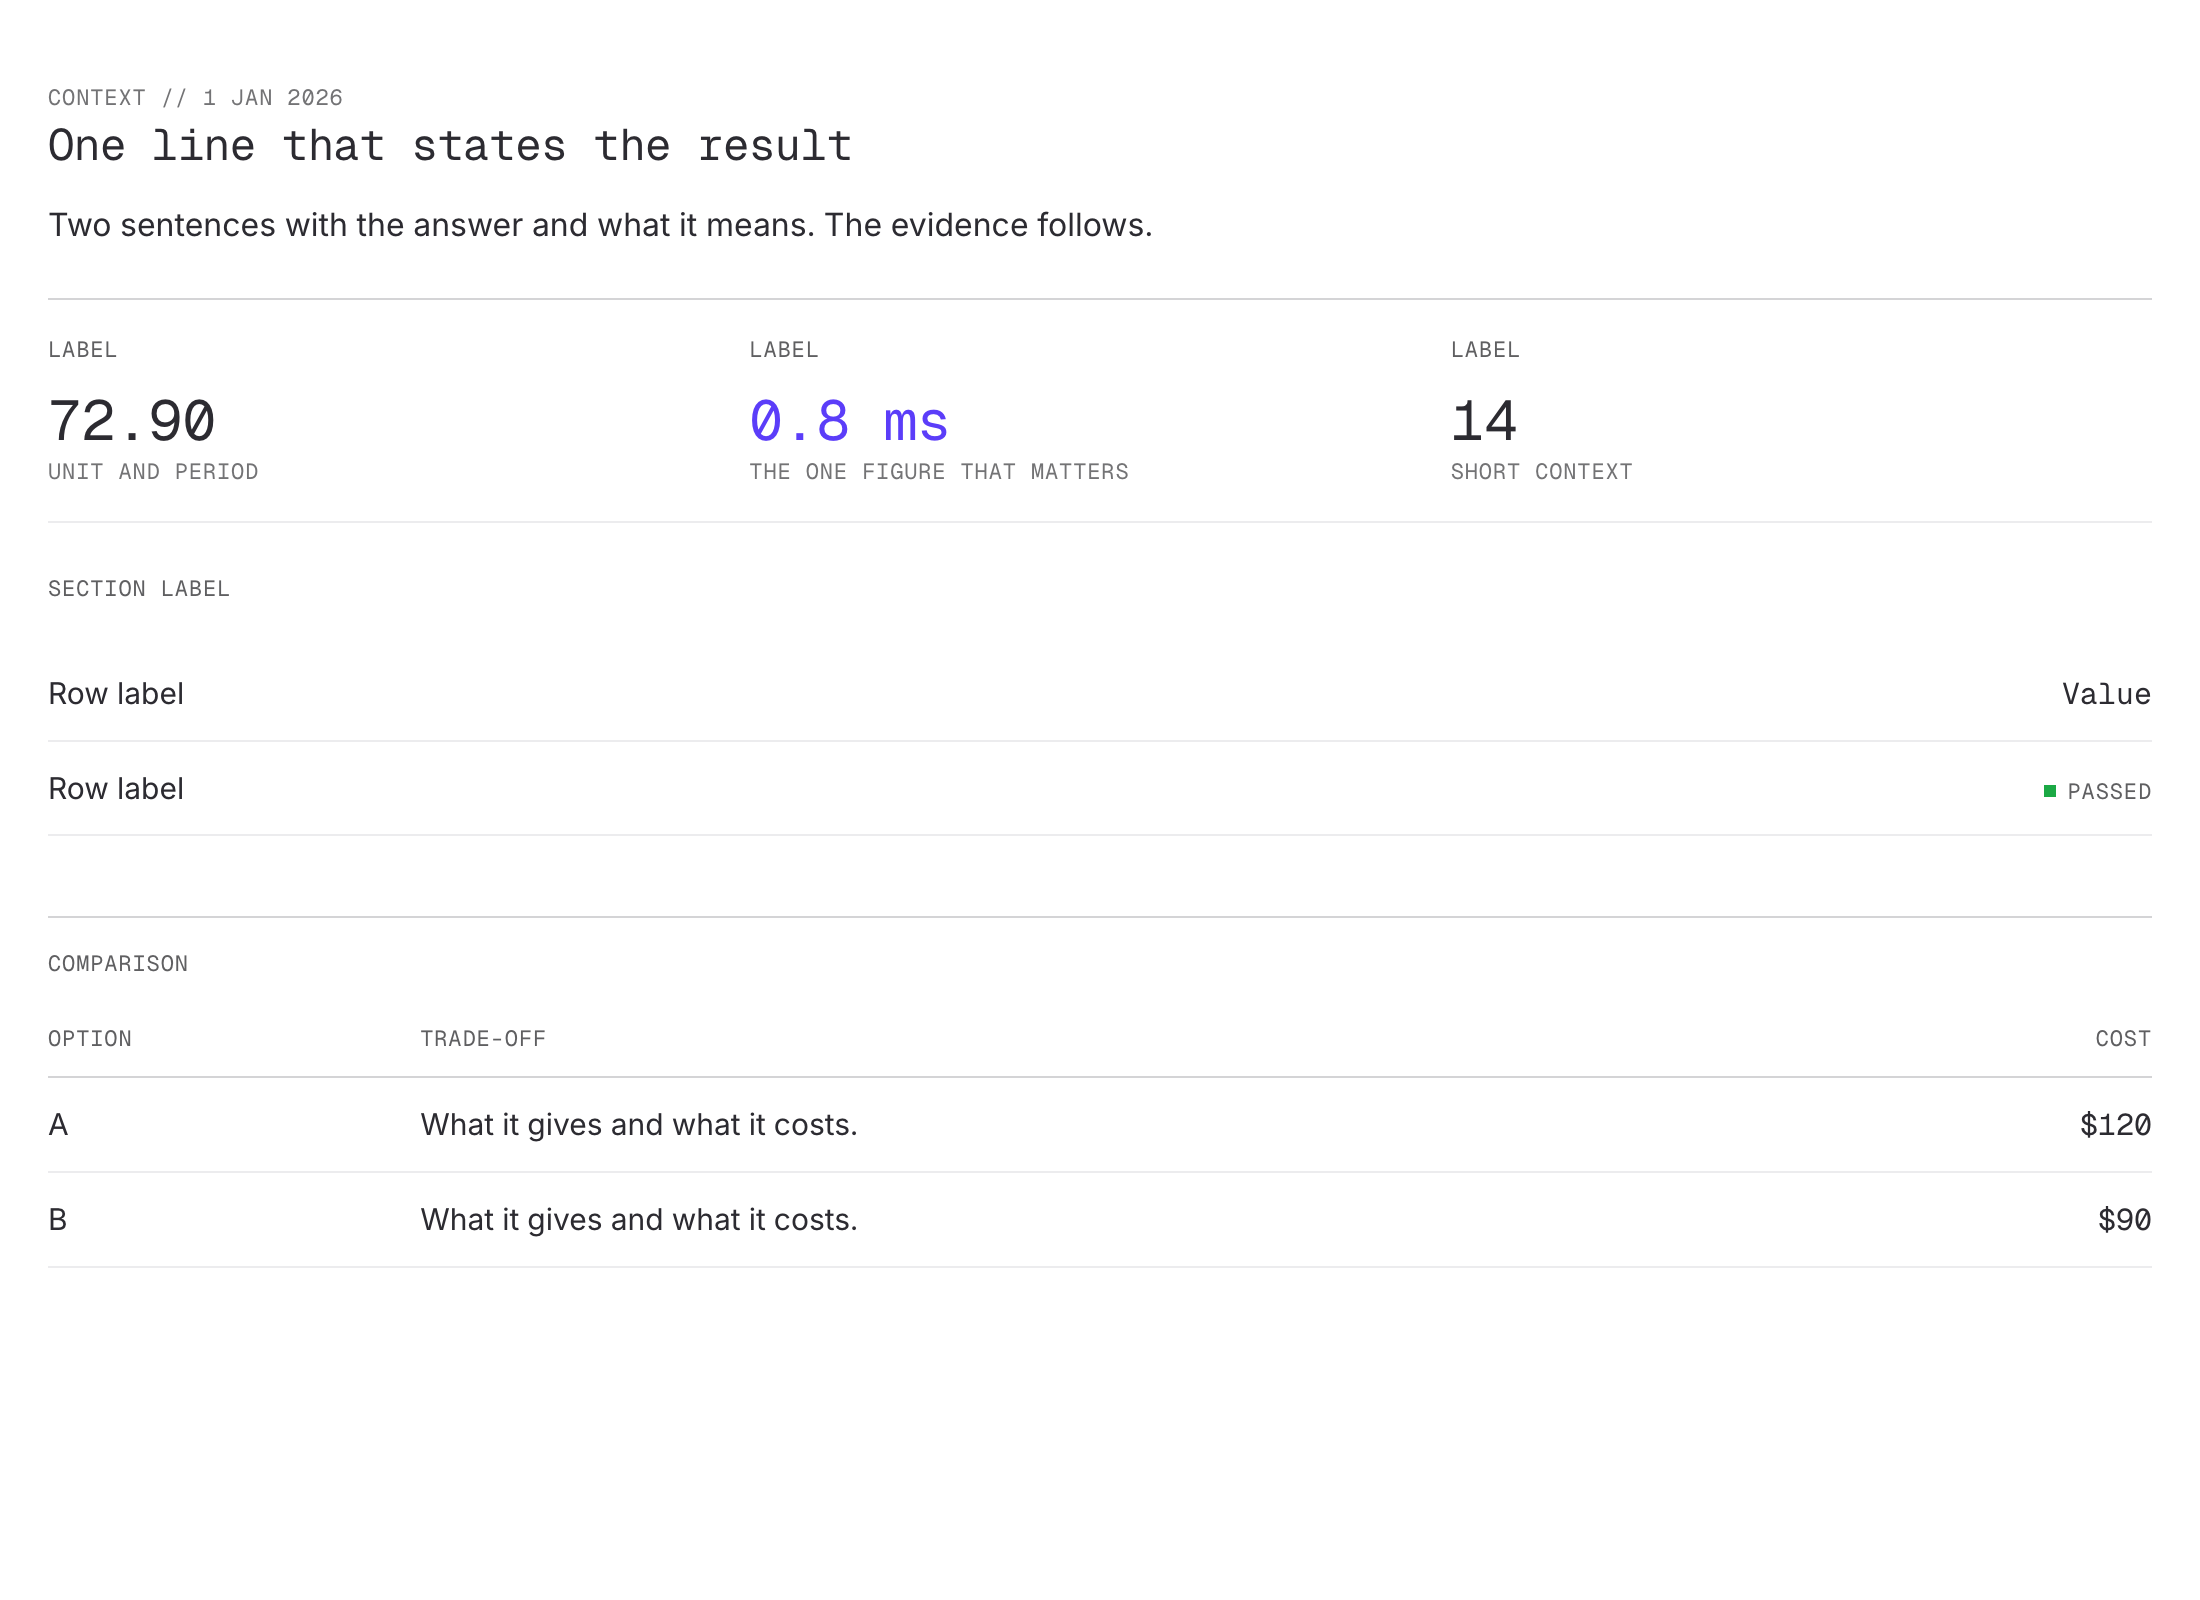 CONTEXT // 1 JAN 2026
One line that states the result
Two sentences with the answer and what it means. The evidence follows.
LABEL LABEL LABEL
72.90 0.8 ms 14
UNIT AND PERIOD THE ONE FIGURE THAT MATTERS SHORT CONTEXT
SECTION LABEL
Row label Value
Row label PASSED
COMPARISON
OPTION TRADE-OFF COST
A What it gives and what it costs. $120
B What it gives and what it costs. $90